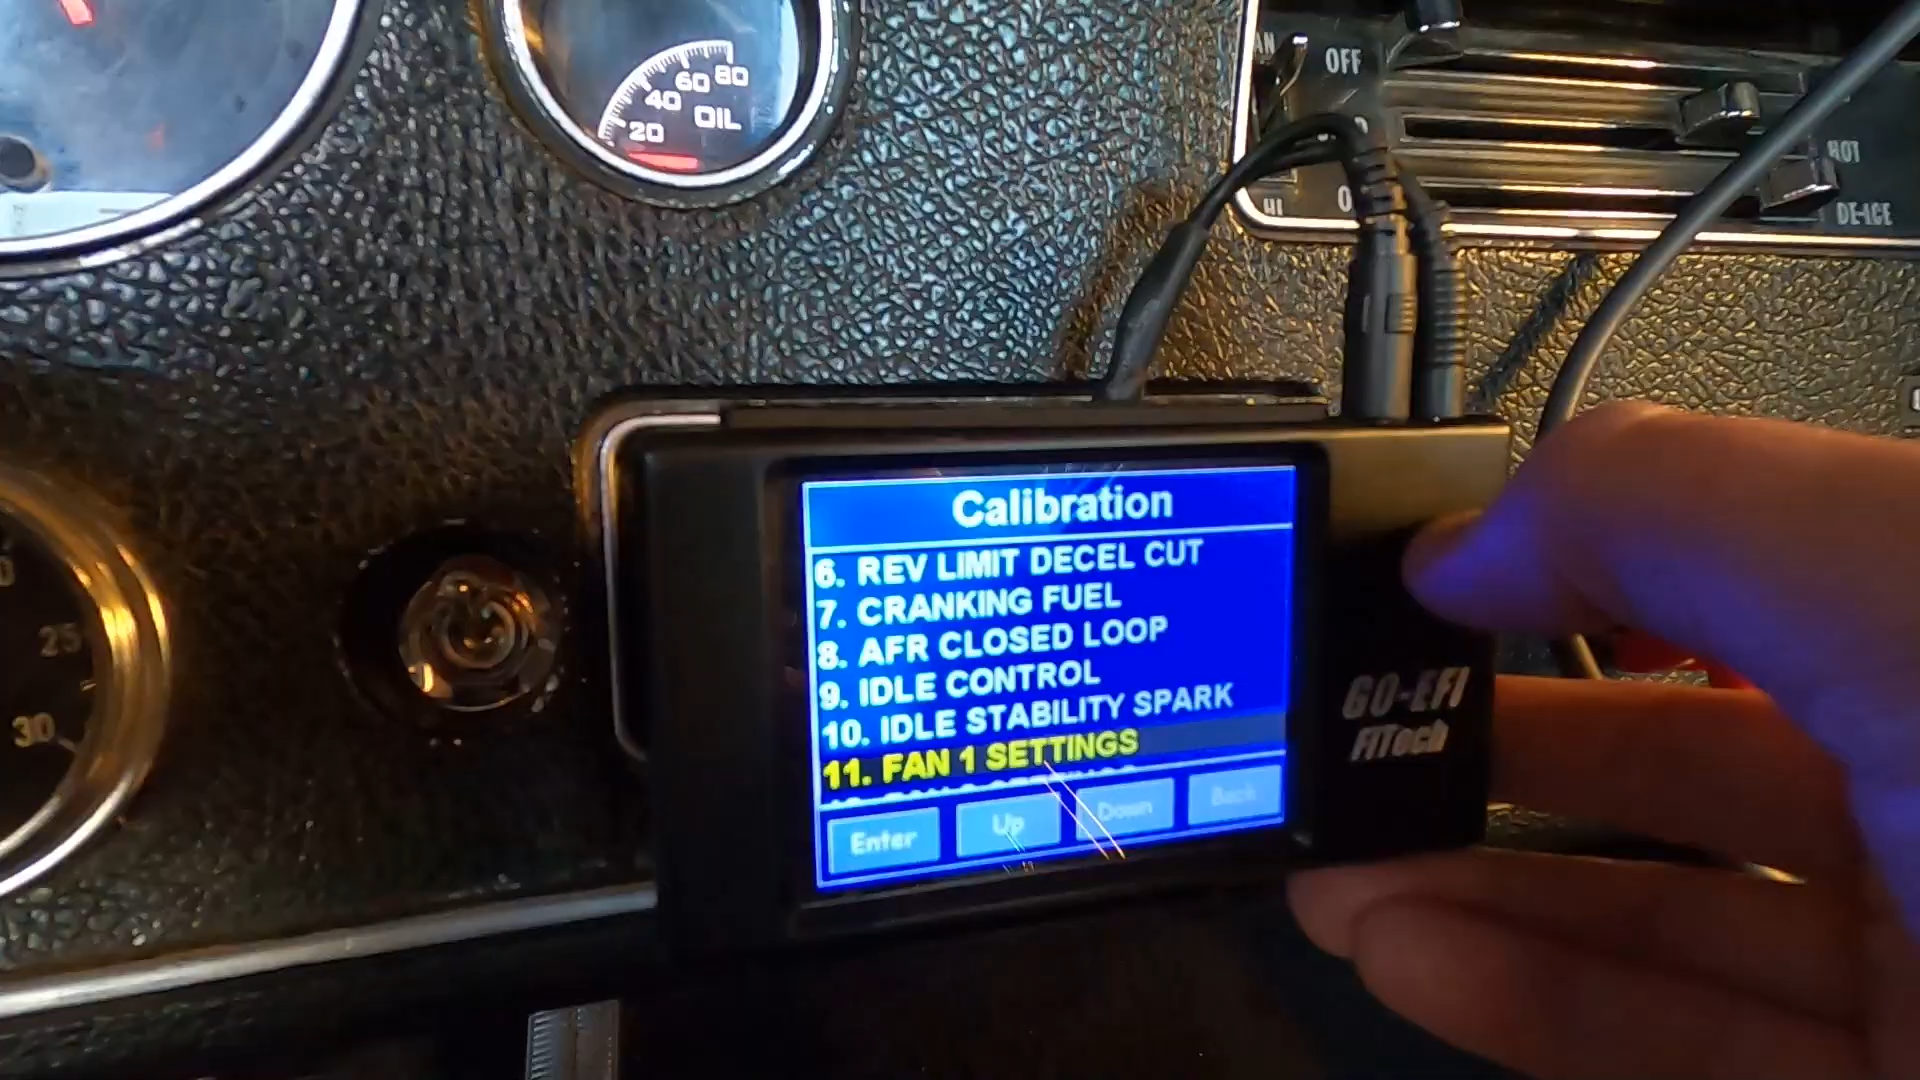 80
60
40
OIL
20
OFF
HOT
HI
DE-ICE
25
30
Calibration
6. REV LIMIT DECEL CUT
7. CRANKING FUEL
8. AFR CLOSED LOOP
9. IDLE CONTROL
10. IDLE STABILITY SPARK
11. FAN 1 SETTINGS
Enter
Up
Down
Back
GO-EFI
FiTech